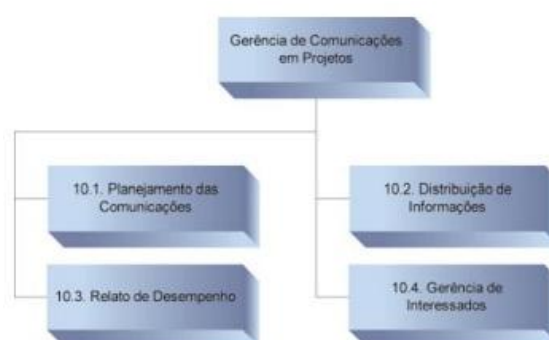 Gerência de Comunicações
em Projetos
10.1. Planejamento das
Comunicações
10.2. Distribuição de
Informações
10.3. Relato de Desempenho
10.4. Gerência de
Interessados